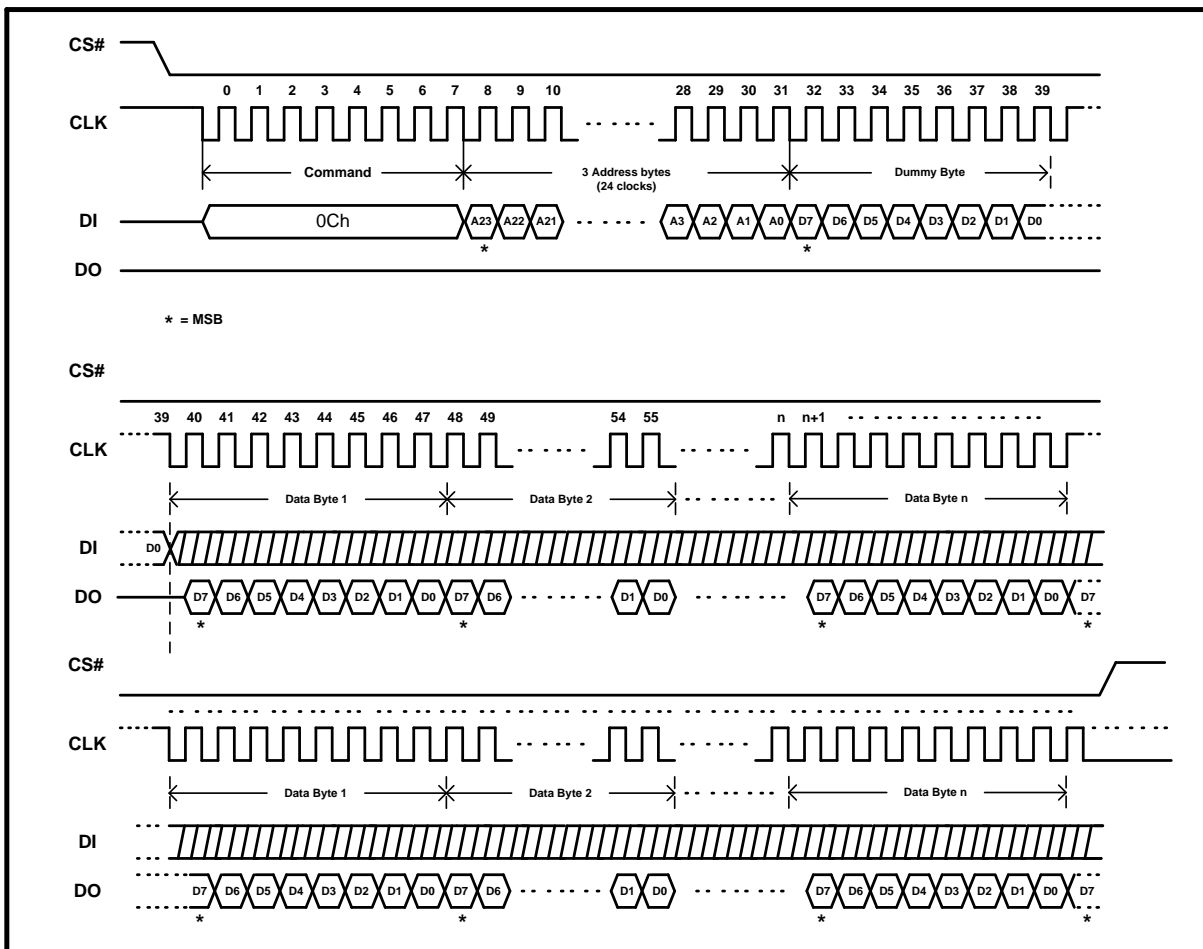 CS#
0 1 2 3 4 5 6 7 8 9 10 28 29 30 31 32 33 34 35 36 37 38 39
CLK
Command 3 Address bytes Dummy Byte
(24 clocks)
DI 0Ch A23 A22 A21 A3 A2 A1 A0 D7 D6 D5 D4 D3 D2 D1 D0
* *
DO
* = MSB
CS#
39 40 41 42 43 44 45 46 47 48 49 54 55 n n+1
CLK
Data Byte 1 Data Byte 2 Data Byte n
DI D0
DO D7 D6 D5 D4 D3 D2 D1 D0 D7 D6 D1 D0 D7 D6 D5 D4 D3 D2 D1 D0 D7
* * * *
CS#
CLK
Data Byte 1 Data Byte 2 Data Byte n
DI
DO D7 D6 D5 D4 D3 D2 D1 D0 D7 D6 D1 D0 D7 D6 D5 D4 D3 D2 D1 D0 D7
* * * *